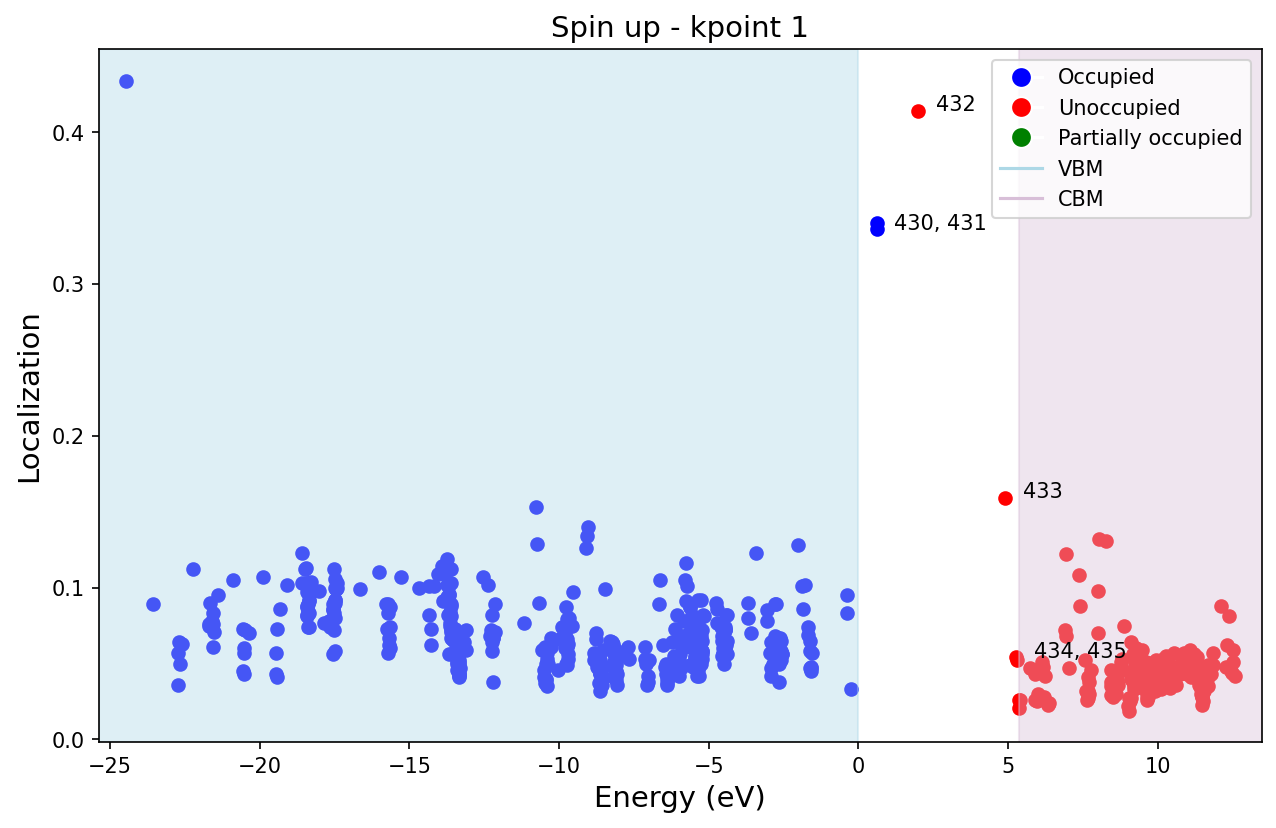 Spin up - kpoint 1
Localization
0.4
0.3
0.2
0.1
0.0
432
430, 431
433
434, 435
Occupied
Unoccupied
Partially occupied
VBM
CBM
−25
−20
−15
−10
−5
0
5
10
Energy (eV)